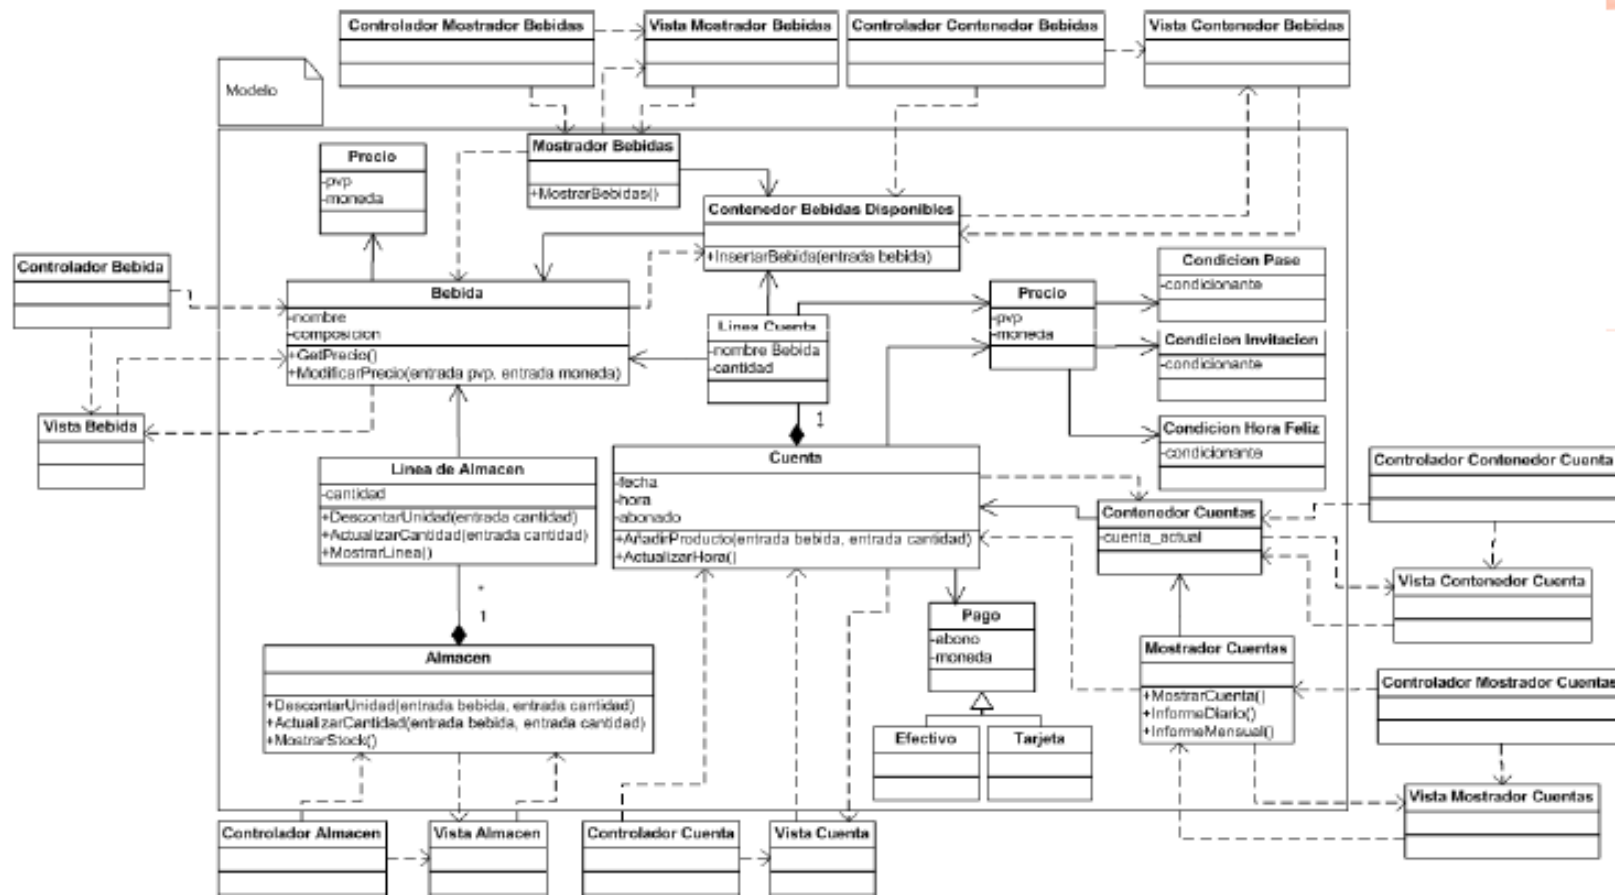 Controlador Mostrador Bebidas
Vista Mostrador Bebidas
Controlador Contenedor Bebidas
Vista Contenedor Bebidas
Modelo
Precio
-pvp
-moneda
Mostrador Bebidas
+MostrarBebidas()
Contenedor Bebidas Disponibles
+InsertarBebida(entrada bebida)
Controlador Bebida
Bebida
-nombre
-composicion
+GetPrecio()
+ModificarPrecio(entrada pvp, entrada moneda)
Linea Cuenta
-nombre Bebida
-cantidad
Precio
-pvp
-moneda
Condicion Pase
-condicionante
Condicion Invitacion
-condicionante
Condicion Hora Feliz
-condicionante
Vista Bebida
1
Linea de Almacen
-cantidad
+DescontarUnidad(entrada cantidad)
+ActualizarCantidad(entrada cantidad)
+MostrarLinea()
Cuenta
-fecha
-hora
-abonado
+AñadirProducto(entrada bebida, entrada cantidad)
+ActualizarHora()
Contenedor Cuentas
-cuenta_actual
Controlador Contenedor Cuenta
Vista Contenedor Cuenta
*
1
Pago
-abono
-moneda
Mostrador Cuentas
+MostrarCuenta()
+InformeDiario()
+InformeMensual()
Controlador Mostrador Cuentas
Almacen
+DescontarUnidad(entrada bebida, entrada cantidad)
+ActualizarCantidad(entrada bebida, entrada cantidad)
+MostrarStock()
Efectivo
Tarjeta
Vista Mostrador Cuentas
Controlador Almacen
Vista Almacen
Controlador Cuenta
Vista Cuenta